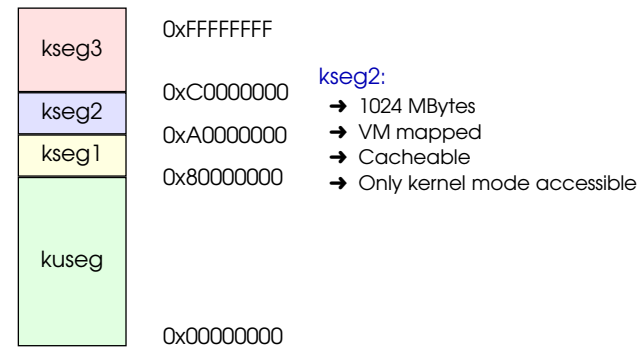 kseg3
kseg2
kseg1
kuseg
0xFFFFFFFF
0xC0000000
0xA0000000
0x80000000
0x00000000
kseg2:
➜ 1024 MBytes
➜ VM mapped
➜ Cacheable
➜ Only kernel mode accessible